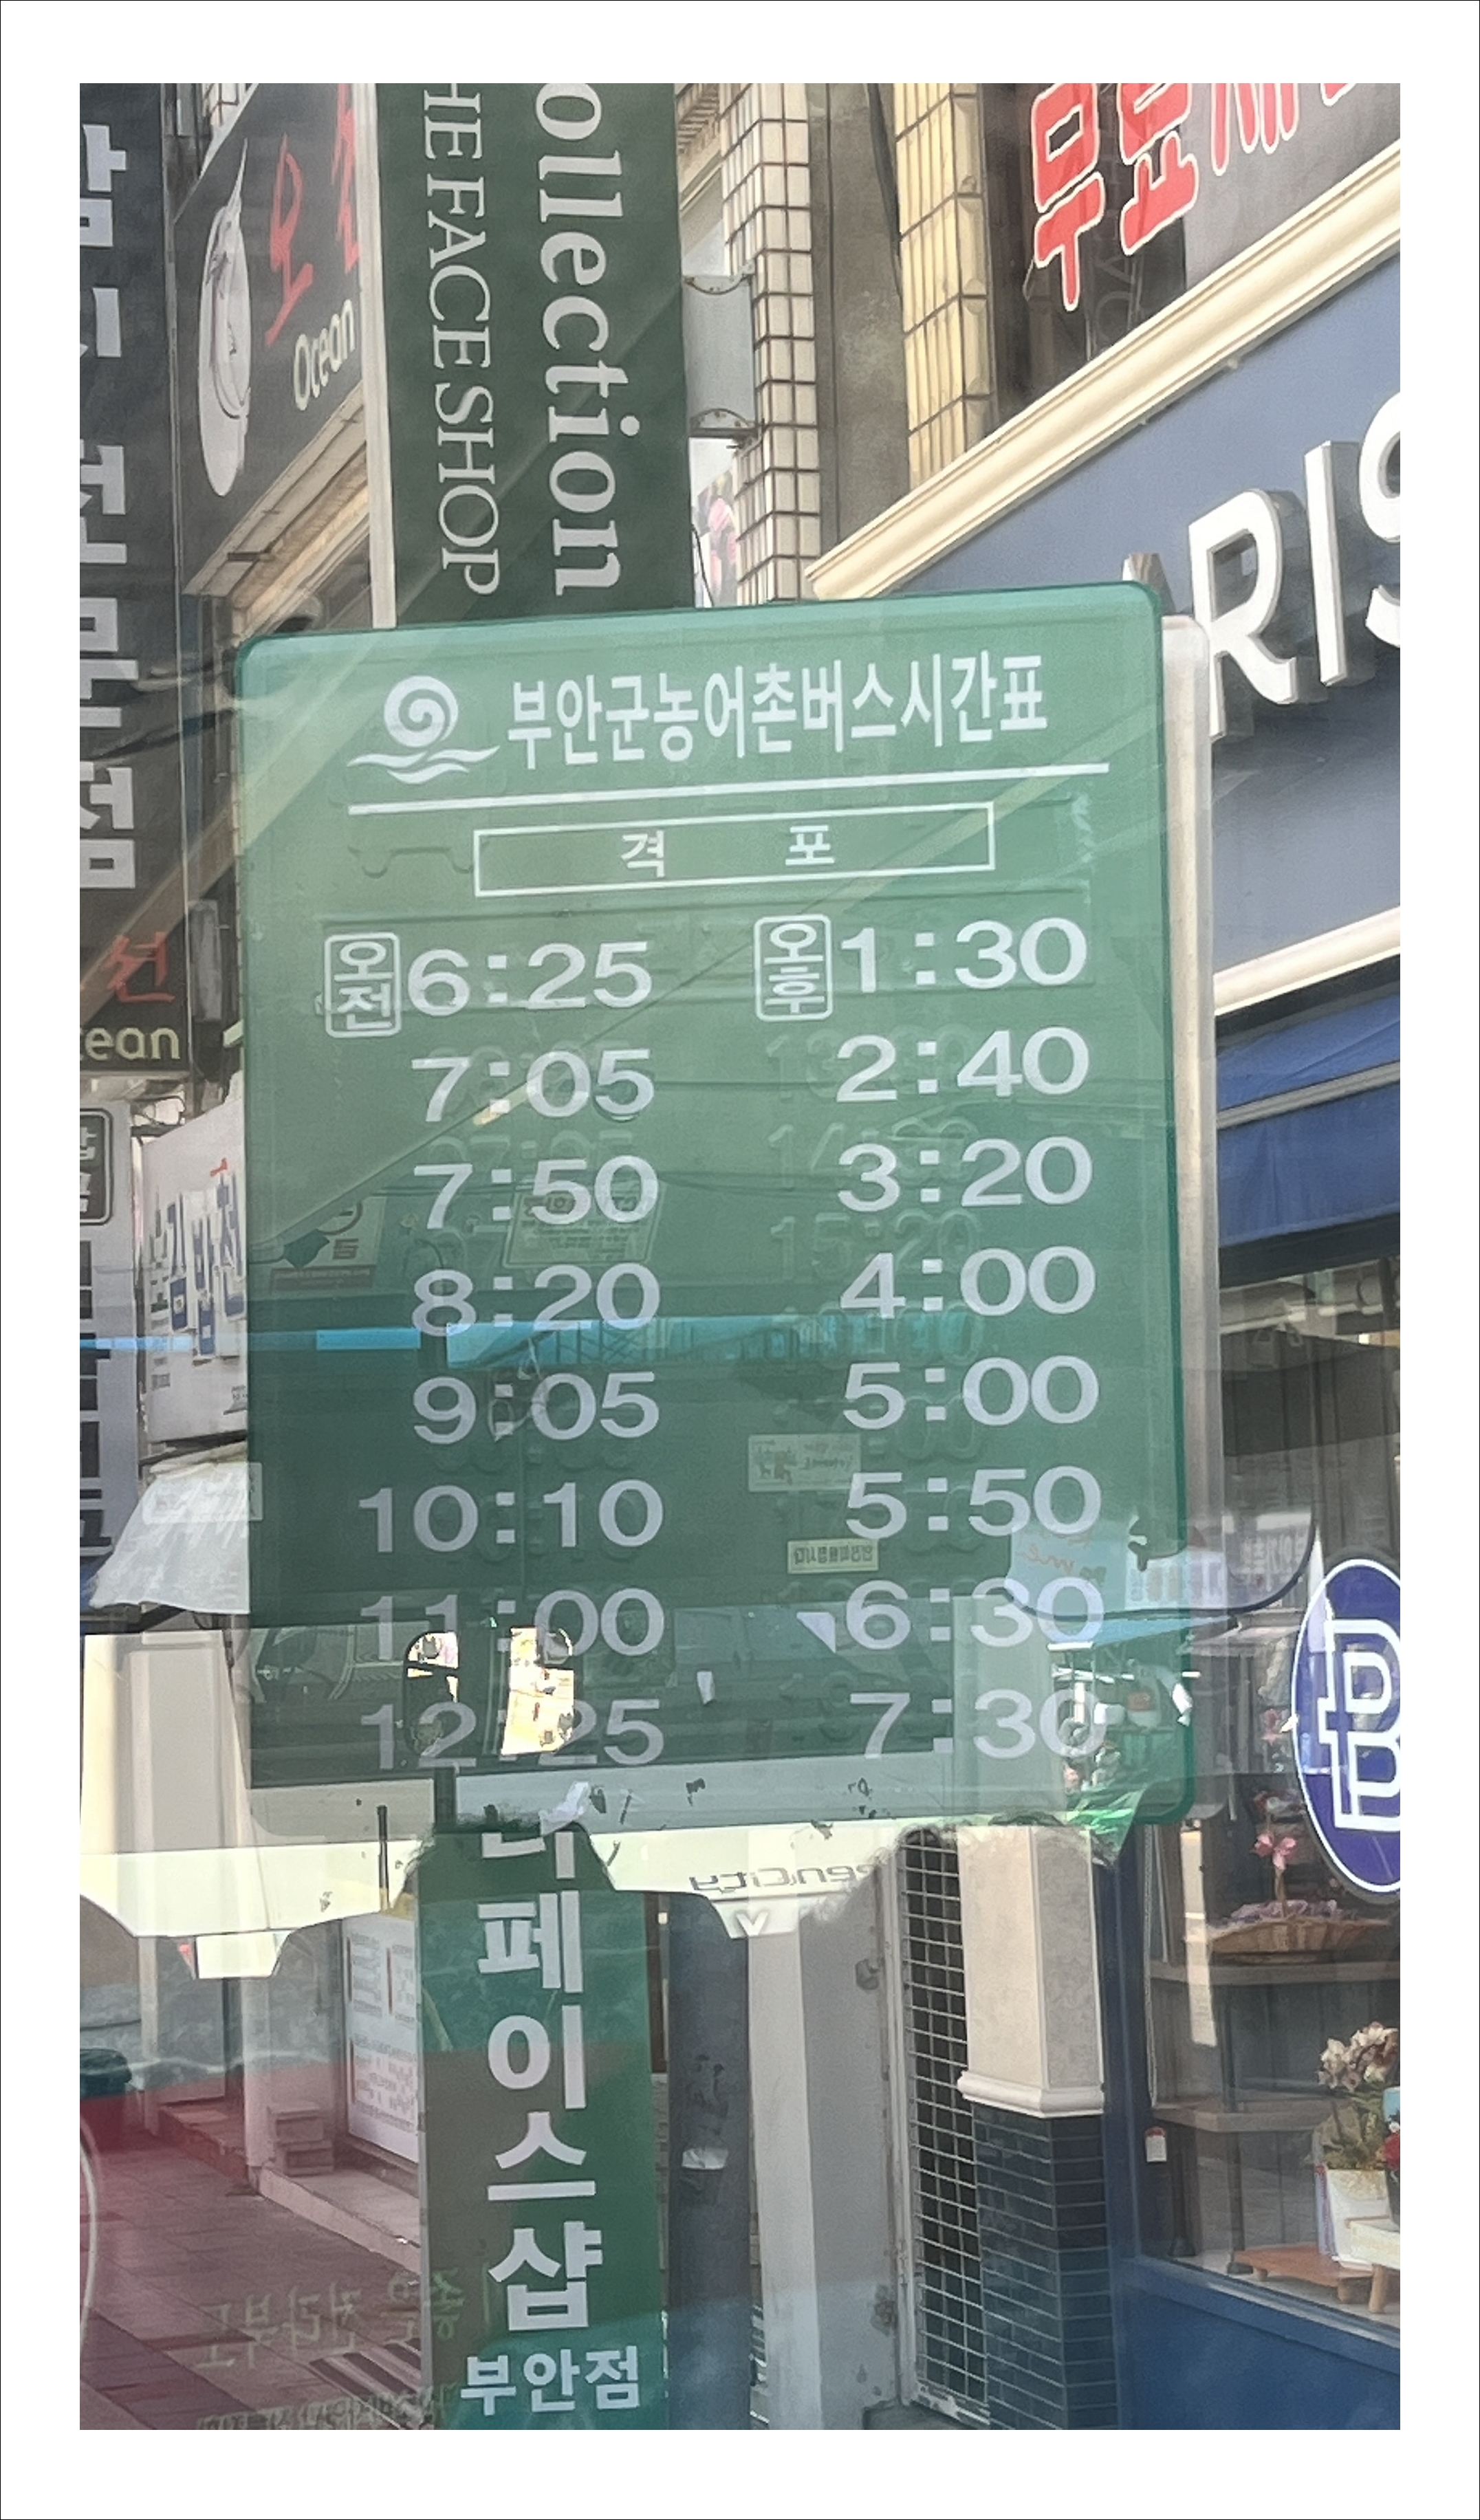 ollection
HE FACE SHOP
Ocean
ARIS
부안군농어촌버스시간표
격 포
오전 6:25 오후 1:30
7:05 2:40
7:50 3:20
8:20 4:00
9:05 5:00
10:10 5:50
11:00 6:30
12:25 7:30
페이스샵
부안점
B